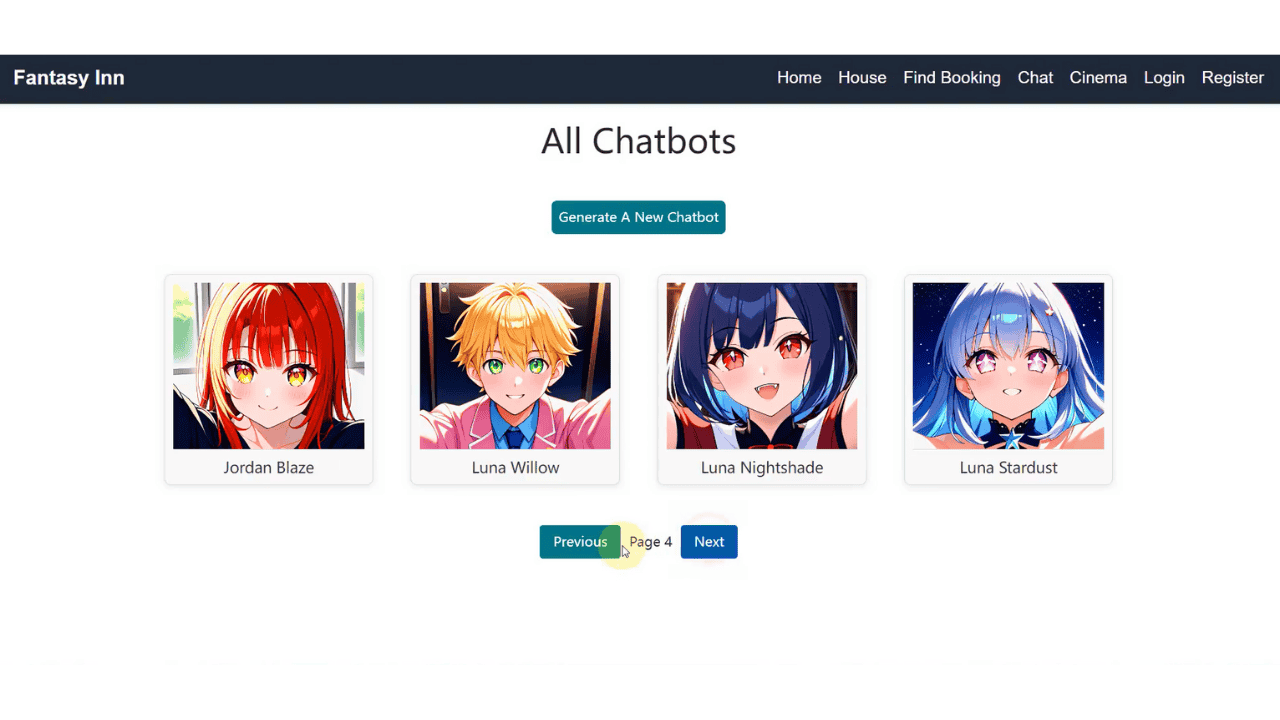 Fantasy Inn Home House Find Booking Chat Cinema Login Register
All Chatbots
Generate A New Chatbot
Jordan Blaze Luna Willow Luna Nightshade Luna Stardust
Previous Page 4 Next